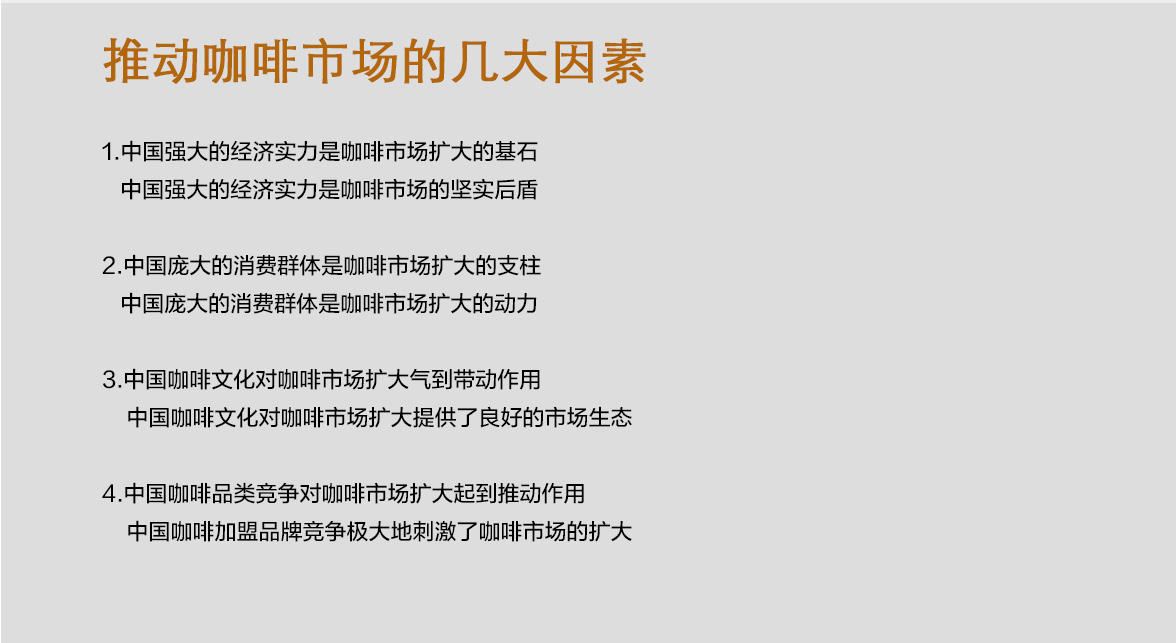 推动咖啡市场的几大因素
1.中国强大的经济实力是咖啡市场扩大的基石
中国强大的经济实力是咖啡市场的坚实后盾
2.中国庞大的消费群体是咖啡市场扩大的支柱
中国庞大的消费群体是咖啡市场扩大的动力
3.中国咖啡文化对咖啡市场扩大气到带动作用
中国咖啡文化对咖啡市场扩大提供了良好的市场生态
4.中国咖啡品类竞争对咖啡市场扩大起到推动作用
中国咖啡加盟品牌竞争极大地刺激了咖啡市场的扩大